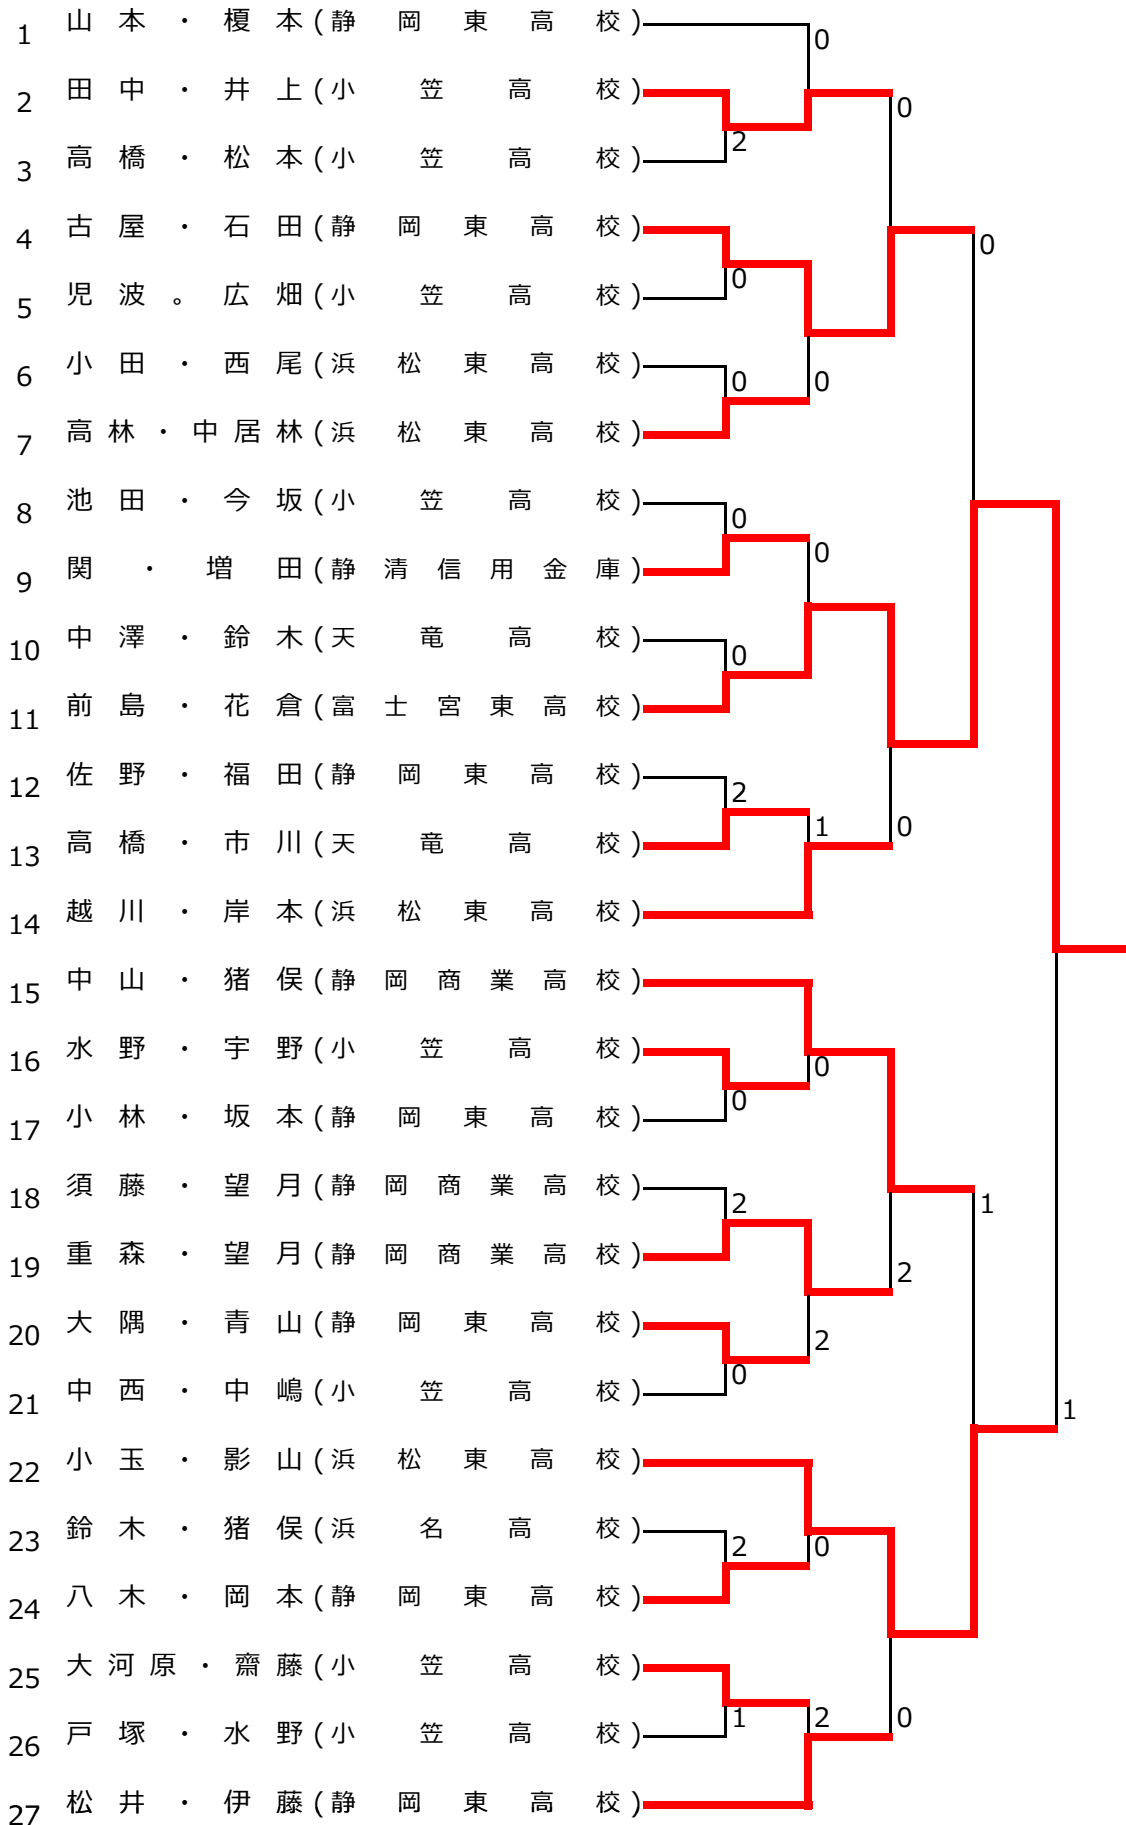 1 山本・榎本(静岡東高校)
0
2 田中・井上(小笠高校)
0
2
3 高橋・松本(小笠高校)
4 古屋・石田(静岡東高校)
0
0
5 児波。広畑(小笠高校)
6 小田・西尾(浜松東高校)
0
0
7 高林・中居林(浜松東高校)
8 池田・今坂(小笠高校)
0
0
9 関・増田(静清信用金庫)
10 中澤・鈴木(天竜高校)
0
11 前島・花倉(富士宮東高校)
12 佐野・福田(静岡東高校)
2
1
0
13 高橋・市川(天竜高校)
14 越川・岸本(浜松東高校)
15 中山・猪俣(静岡商業高校)
16 水野・宇野(小笠高校)
0
0
17 小林・坂本(静岡東高校)
18 須藤・望月(静岡商業高校)
2
1
19 重森・望月(静岡商業高校)
2
20 大隅・青山(静岡東高校)
2
0
21 中西・中嶋(小笠高校)
1
22 小玉・影山(浜松東高校)
23 鈴木・猪俣(浜名高校)
2
0
24 八木・岡本(静岡東高校)
25 大河原・齋藤(小笠高校)
1
2
0
26 戸塚・水野(小笠高校)
27 松井・伊藤(静岡東高校)